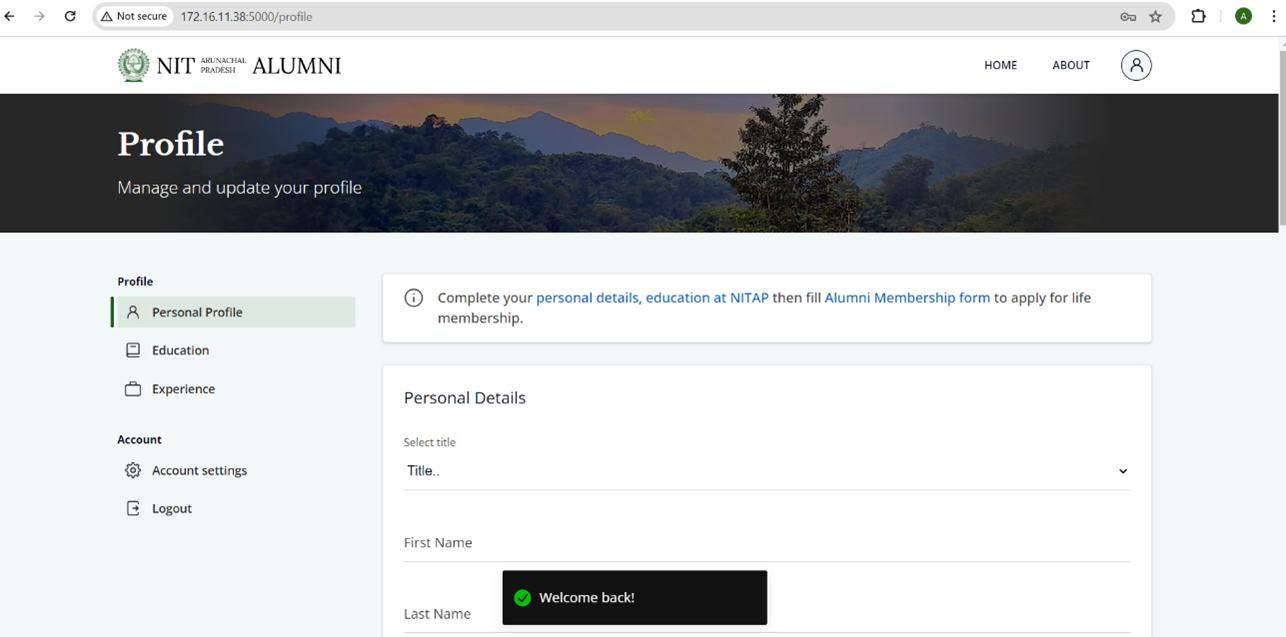 Not secure 172.16.11.38:5000/profile A
NIT ARUNACHAL PRADESH ALUMNI HOME ABOUT
Profile
Manage and update your profile
Profile
Personal Profile
Education
Experience
Account
Account settings
Logout
Complete your personal details, education at NITAP then fill Alumni Membership form to apply for life
membership.
Personal Details
Select title
Title..
First Name
Last Name
Welcome back!